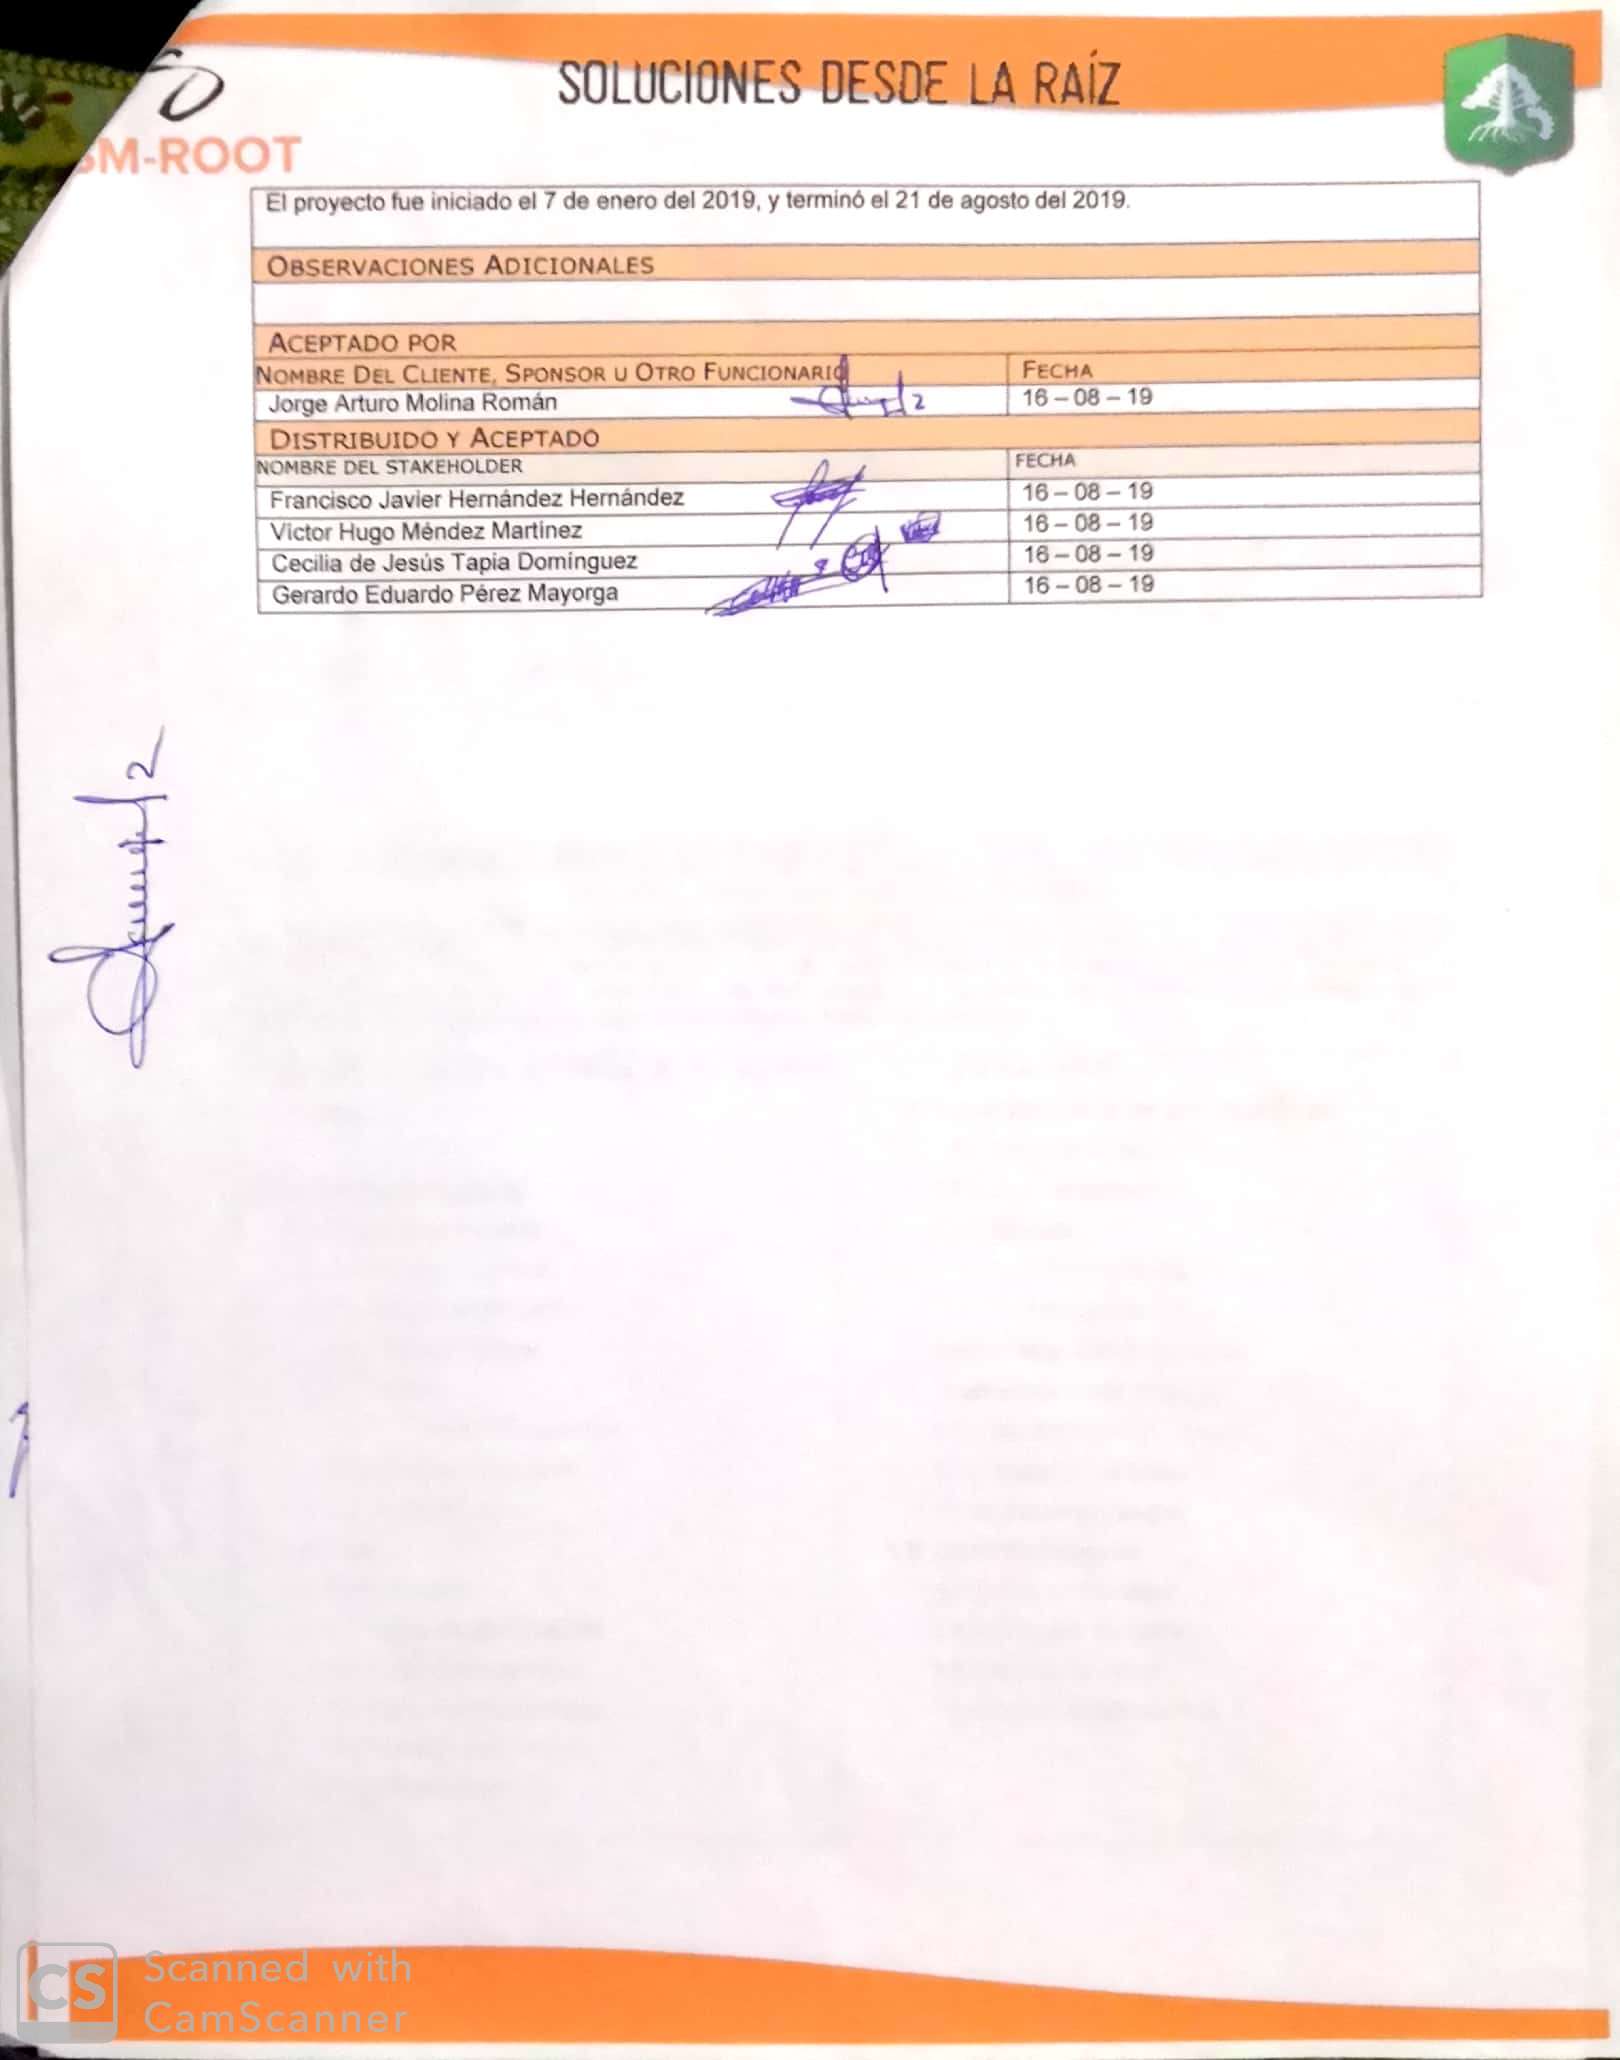 SOLUCIONES DESDE LA RAÍZ
SM-ROOT
El proyecto fue iniciado el 7 de enero del 2019, y terminó el 21 de agosto del 2019.
OBSERVACIONES ADICIONALES
ACEPTADO POR
NOMBRE DEL CLIENTE, SPONSOR U OTRO FUNCIONARIO FECHA
Jorge Arturo Molina Román 16 – 08 – 19
DISTRIBUIDO Y ACEPTADO
NOMBRE DEL STAKEHOLDER FECHA
Francisco Javier Hernández Hernández 16 – 08 – 19
Victor Hugo Méndez Martínez 16 – 08 – 19
Cecilia de Jesús Tapia Domínguez 16 – 08 – 19
Gerardo Eduardo Pérez Mayorga 16 – 08 – 19
CS Scanned with
CamScanner